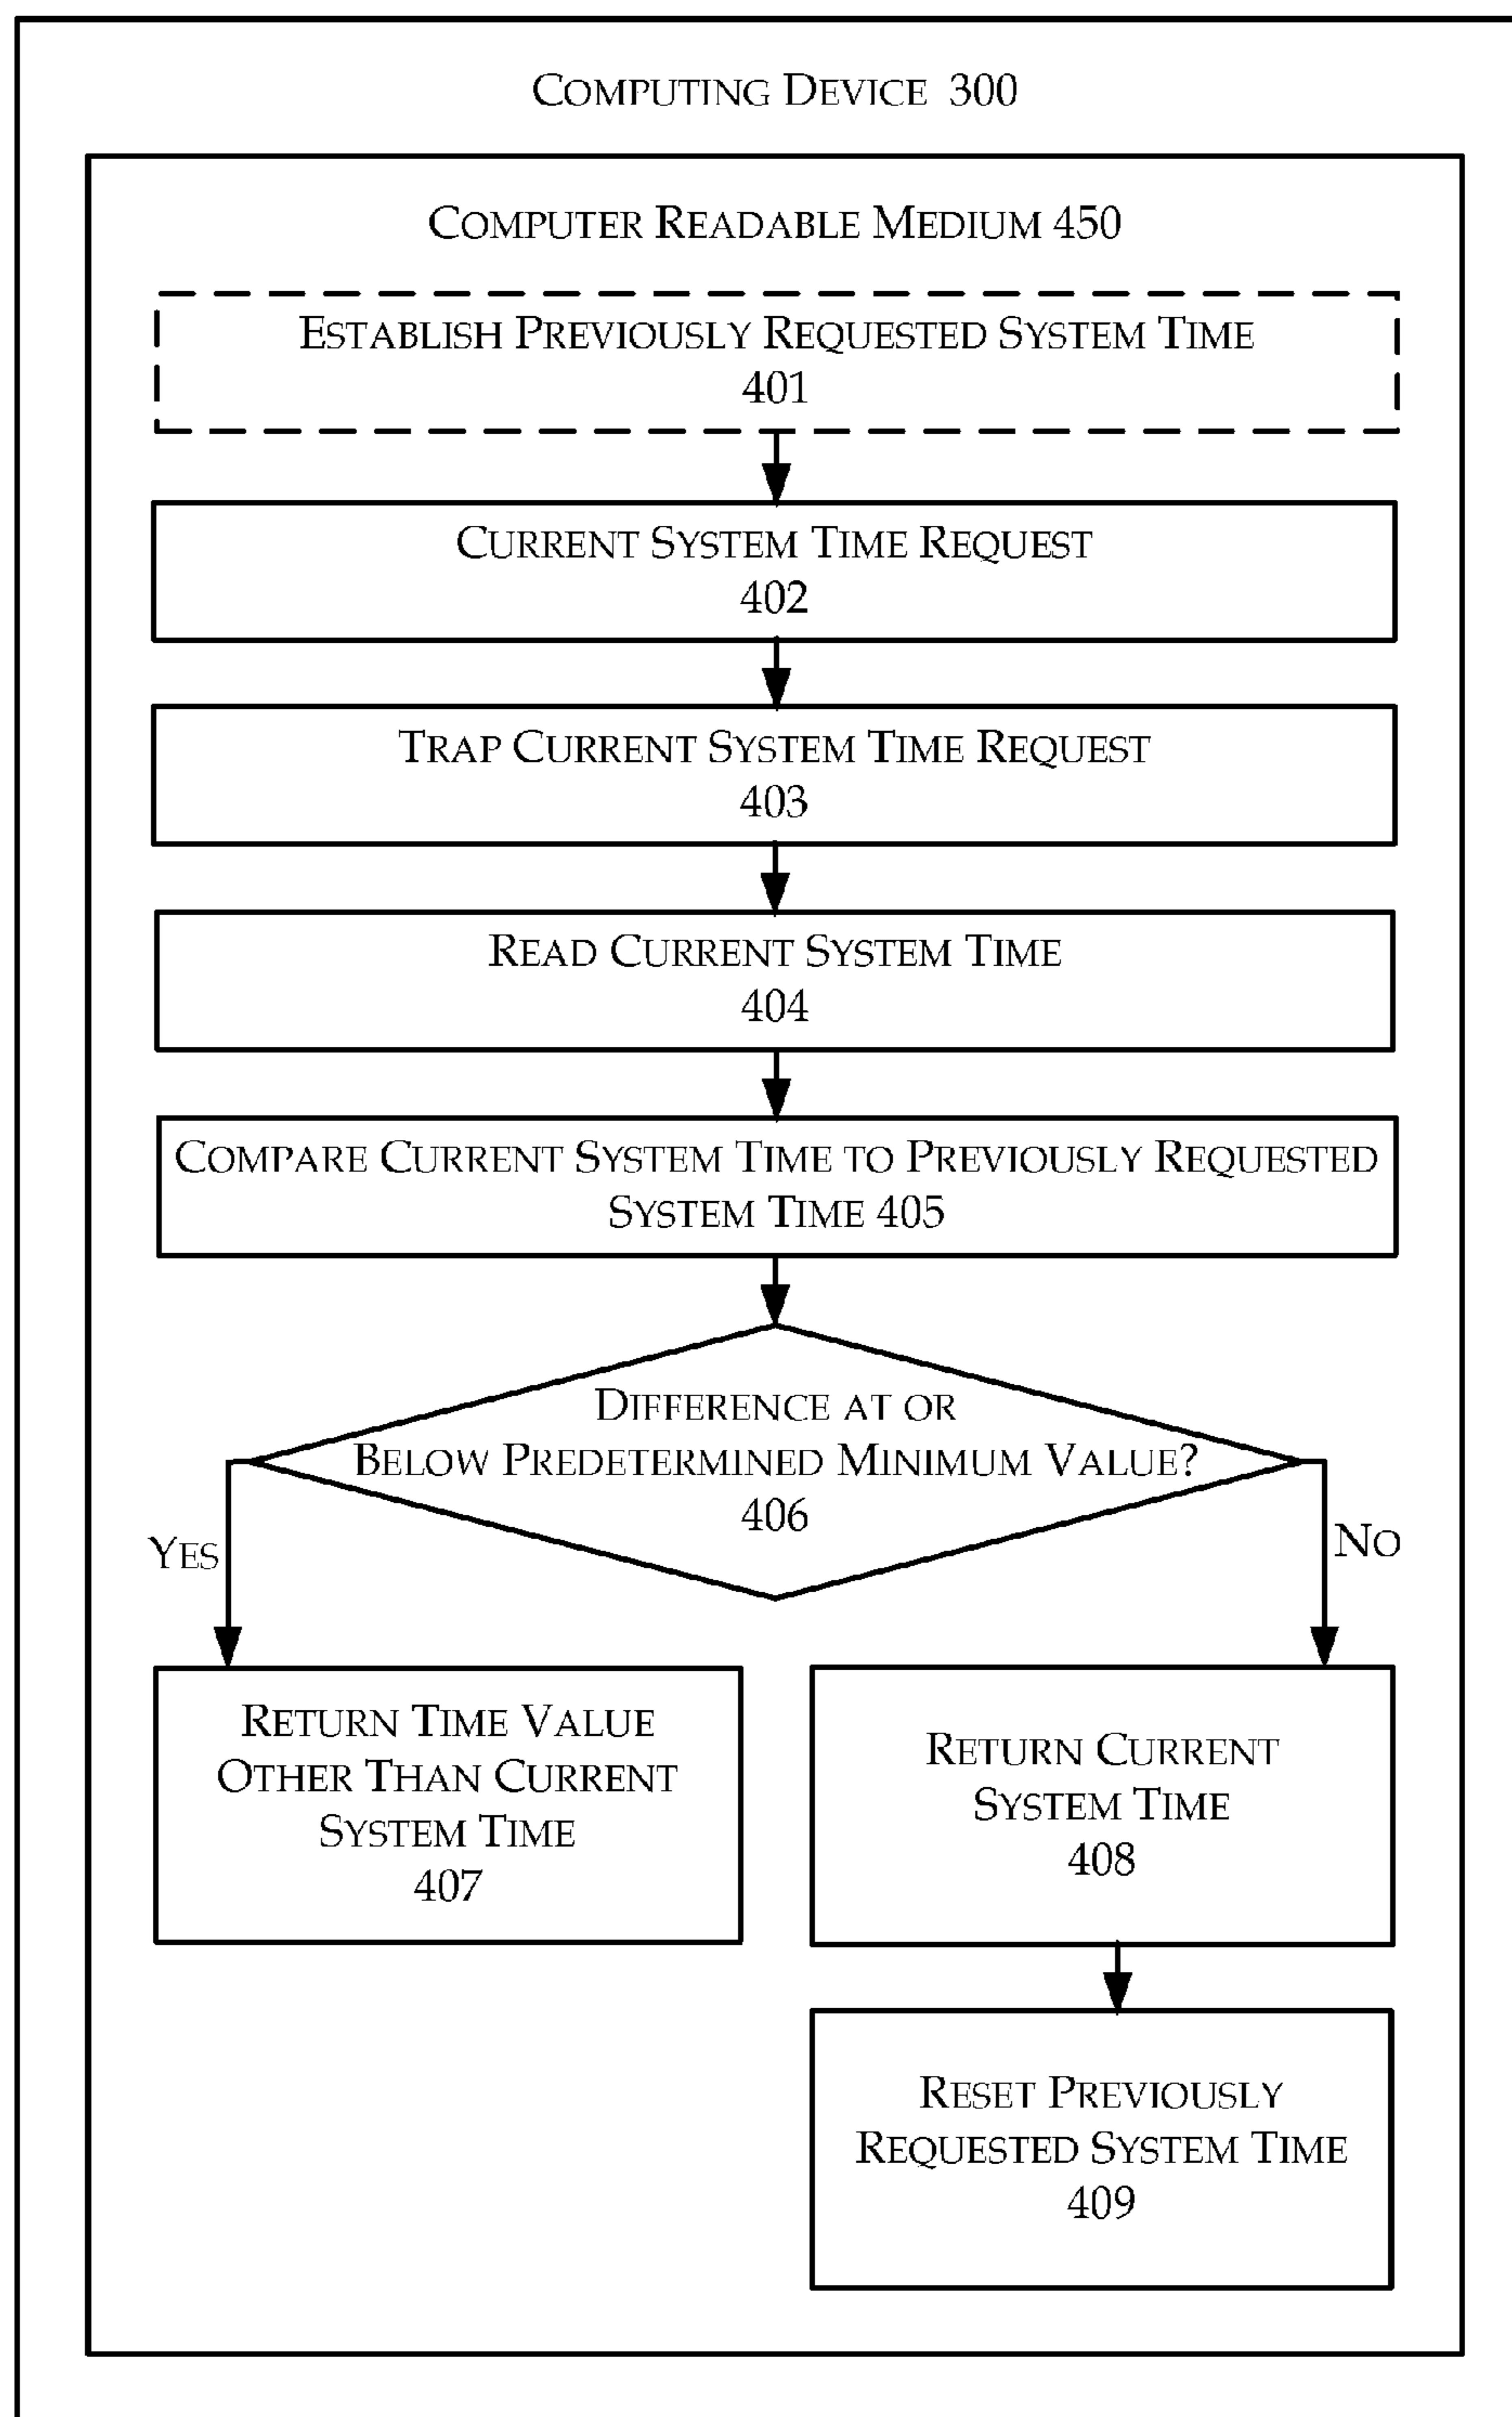 COMPUTING DEVICE 300
COMPUTER READABLE MEDIUM 450
ESTABLISH PREVIOUSLY REQUESTED SYSTEM TIME
401
CURRENT SYSTEM TIME REQUEST
402
TRAP CURRENT SYSTEM TIME REQUEST
403
READ CURRENT SYSTEM TIME
404
COMPARE CURRENT SYSTEM TIME TO PREVIOUSLY REQUESTED
SYSTEM TIME 405
DIFFERENCE AT OR
BELOW PREDETERMINED MINIMUM VALUE?
406
YES
NO
RETURN TIME VALUE
OTHER THAN CURRENT
SYSTEM TIME
407
RETURN CURRENT
SYSTEM TIME
408
RESET PREVIOUSLY
REQUESTED SYSTEM TIME
409